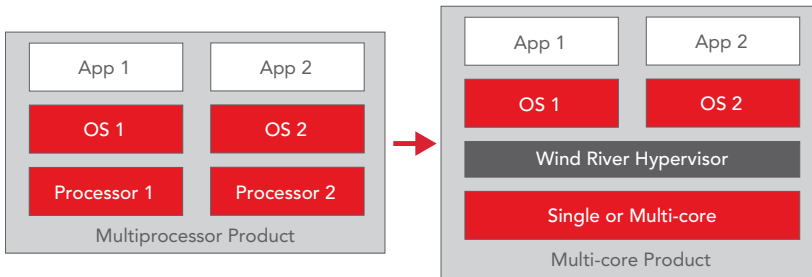 App 1
App 2
OS 1
OS 2
Processor 1
Processor 2
Multiprocessor Product
App 1
App 2
OS 1
OS 2
Wind River Hypervisor
Single or Multi-core
Multi-core Product